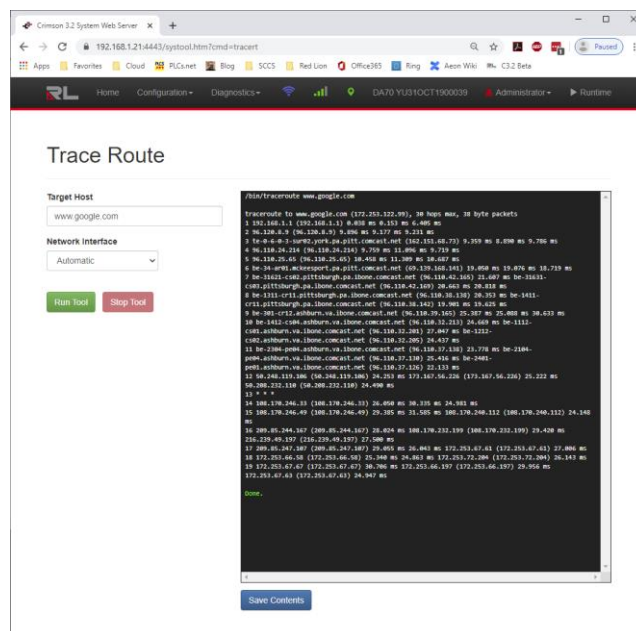 Crimson 3.2 System Web Server
192.168.1.21:4443/systool.htm?cmd=tracert
Paused
Apps Favorites Cloud PLCs.net Blog SCCS Red Lion Office365 Ring Aeon Wiki C3.2 Beta
RL Home Configuration Diagnostics DA70 YU31OCT1900039 Administrator Runtime
Trace Route
Target Host
www.google.com
Network Interface
Automatic
Run Tool Stop Tool
/bin/traceroute www.google.com
traceroute to www.google.com (172.253.122.99), 30 hops max, 38 byte packets
1 192.168.1.1 (192.168.1.1) 0.038 ms 0.153 ms 6.405 ms
2 96.120.8.9 (96.120.8.9) 9.896 ms 9.177 ms 9.231 ms
3 te-0-6-0-3-sur02.york.pa.pitt.comcast.net (162.151.68.73) 9.359 ms 8.890 ms 9.786 ms
4 96.110.24.214 (96.110.24.214) 9.759 ms 11.096 ms 9.719 ms
5 96.110.25.65 (96.110.25.65) 10.458 ms 11.309 ms 10.687 ms
6 be-34-ar01.mckeesport.pa.pitt.comcast.net (69.139.168.141) 19.050 ms 19.076 ms 18.719 ms
7 be-31621-cs02.pittsburgh.pa.ibone.comcast.net (96.110.42.165) 21.607 ms be-31631-
cs03.pittsburgh.pa.ibone.comcast.net (96.110.42.169) 20.663 ms 20.818 ms
8 be-1311-cr11.pittsburgh.pa.ibone.comcast.net (96.110.38.138) 20.353 ms be-1411-
cr11.pittsburgh.pa.ibone.comcast.net (96.110.38.142) 19.901 ms 19.625 ms
9 be-301-cr12.ashburn.va.ibone.comcast.net (96.110.39.165) 25.387 ms 25.088 ms 30.633 ms
10 be-1412-cs04.ashburn.va.ibone.comcast.net (96.110.32.213) 24.669 ms be-1112-
cs01.ashburn.va.ibone.comcast.net (96.110.32.201) 27.047 ms be-1212-
cs02.ashburn.va.ibone.comcast.net (96.110.32.205) 24.437 ms
11 be-2304-pe04.ashburn.va.ibone.comcast.net (96.110.37.138) 23.778 ms be-2104-
pe04.ashburn.va.ibone.comcast.net (96.110.37.130) 25.416 ms be-2401-
pe01.ashburn.va.ibone.comcast.net (96.110.37.126) 22.133 ms
12 50.248.119.106 (50.248.119.106) 24.253 ms 173.167.56.226 (173.167.56.226) 25.222 ms
50.208.232.110 (50.208.232.110) 24.490 ms
13 * * *
14 108.170.246.33 (108.170.246.33) 26.050 ms 30.335 ms 24.981 ms
15 108.170.246.49 (108.170.246.49) 29.385 ms 31.585 ms 108.170.240.112 (108.170.240.112) 24.148
ms
16 209.85.244.167 (209.85.244.167) 28.024 ms 108.170.232.199 (108.170.232.199) 29.420 ms
216.239.49.197 (216.239.49.197) 27.500 ms
17 209.85.247.107 (209.85.247.107) 29.055 ms 26.043 ms 172.253.67.61 (172.253.67.61) 27.006 ms
18 172.253.66.58 (172.253.66.58) 25.340 ms 24.863 ms 172.253.72.204 (172.253.72.204) 26.143 ms
19 172.253.67.67 (172.253.67.67) 30.706 ms 172.253.66.197 (172.253.66.197) 29.956 ms
172.253.67.63 (172.253.67.63) 24.947 ms
Done.
Save Contents